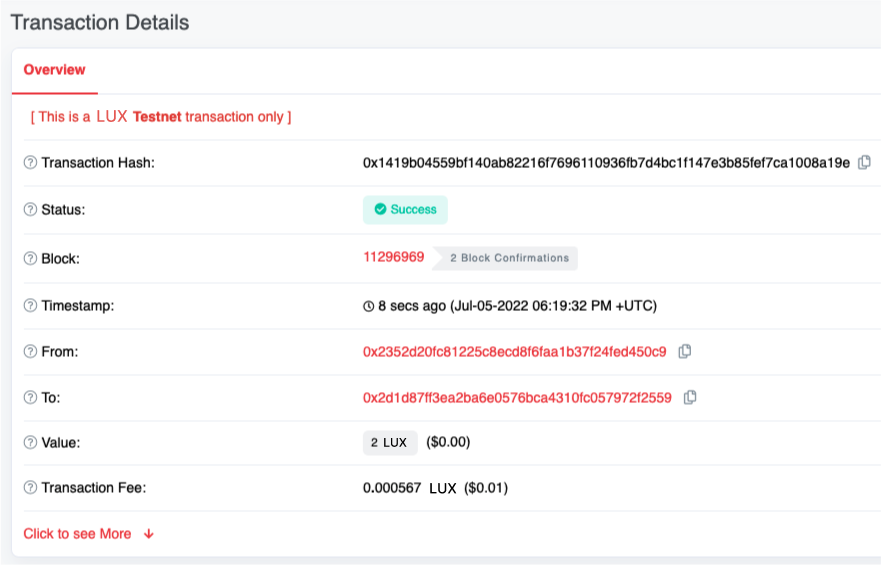 Transaction Details
Overview
[ This is a LUX Testnet transaction only ]
Transaction Hash: 0x1419b04559bf140ab82216f7696110936fb7d4bc1f147e3b85fef7ca1008a19e
Status: Success
Block: 11296969 2 Block Confirmations
Timestamp: 8 secs ago (Jul-05-2022 06:19:32 PM +UTC)
From: 0x2352d20fc81225c8ecd8f6faa1b37f24fed450c9
To: 0x2d1d87ff3ea2ba6e0576bca4310fc057972f2559
Value: 2 LUX ($0.00)
Transaction Fee: 0.000567 LUX ($0.01)
Click to see More